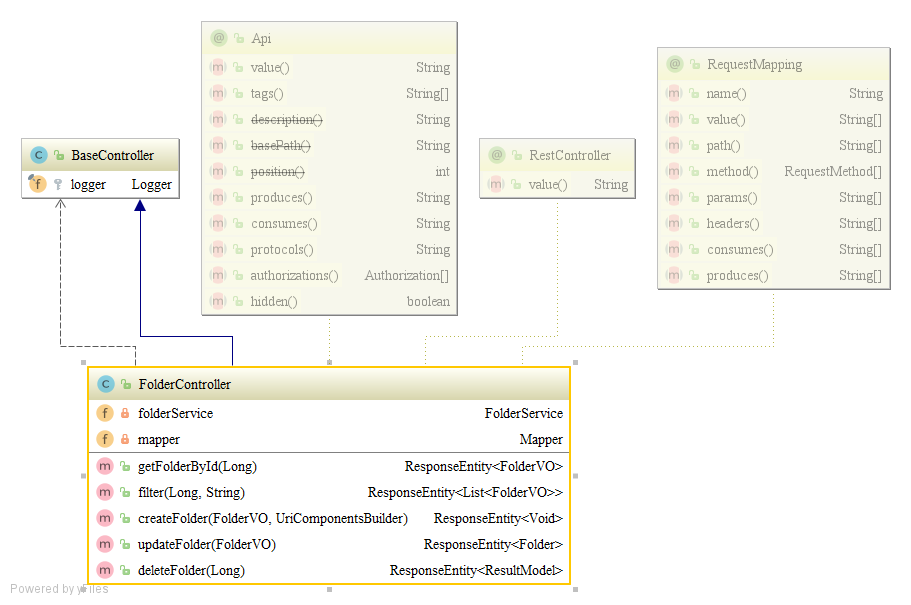 Api
value() String
tags() String[]
description() String
basePath() String
position() int
produces() String
consumes() String
protocols() String
authorizations() Authorization[]
hidden() boolean
RequestMapping
name() String
value() String[]
path() String[]
method() RequestMethod[]
params() String[]
headers() String[]
consumes() String[]
produces() String[]
BaseController
logger Logger
RestController
value() String
FolderController
folderService FolderService
mapper Mapper
getFolderById(Long) ResponseEntity<FolderVO>
filter(Long, String) ResponseEntity<List<FolderVO>>
createFolder(FolderVO, UriComponentsBuilder) ResponseEntity<Void>
updateFolder(FolderVO) ResponseEntity<Folder>
deleteFolder(Long) ResponseEntity<ResultModel>
Powered by yFiles